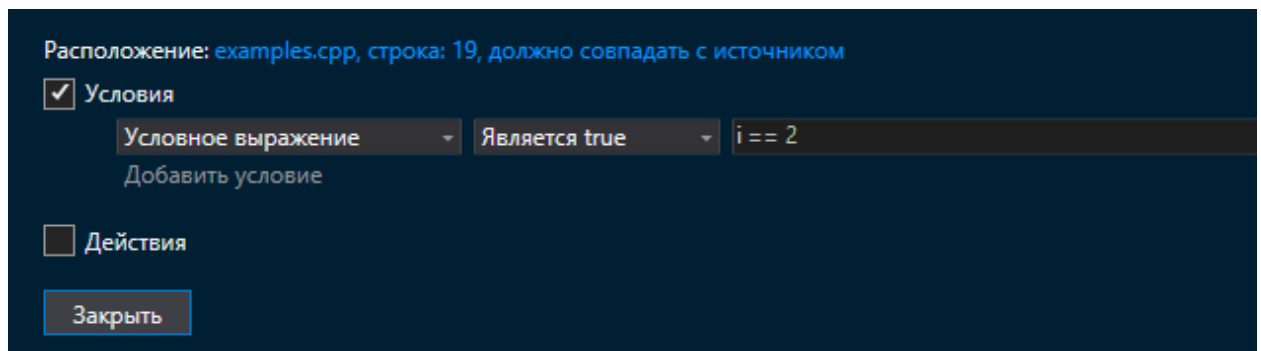 Расположение: examples.cpp, строка: 19, должно совпадать с источником
Условия
Условное выражение Является true i == 2
Добавить условие
Действия
Закрыть